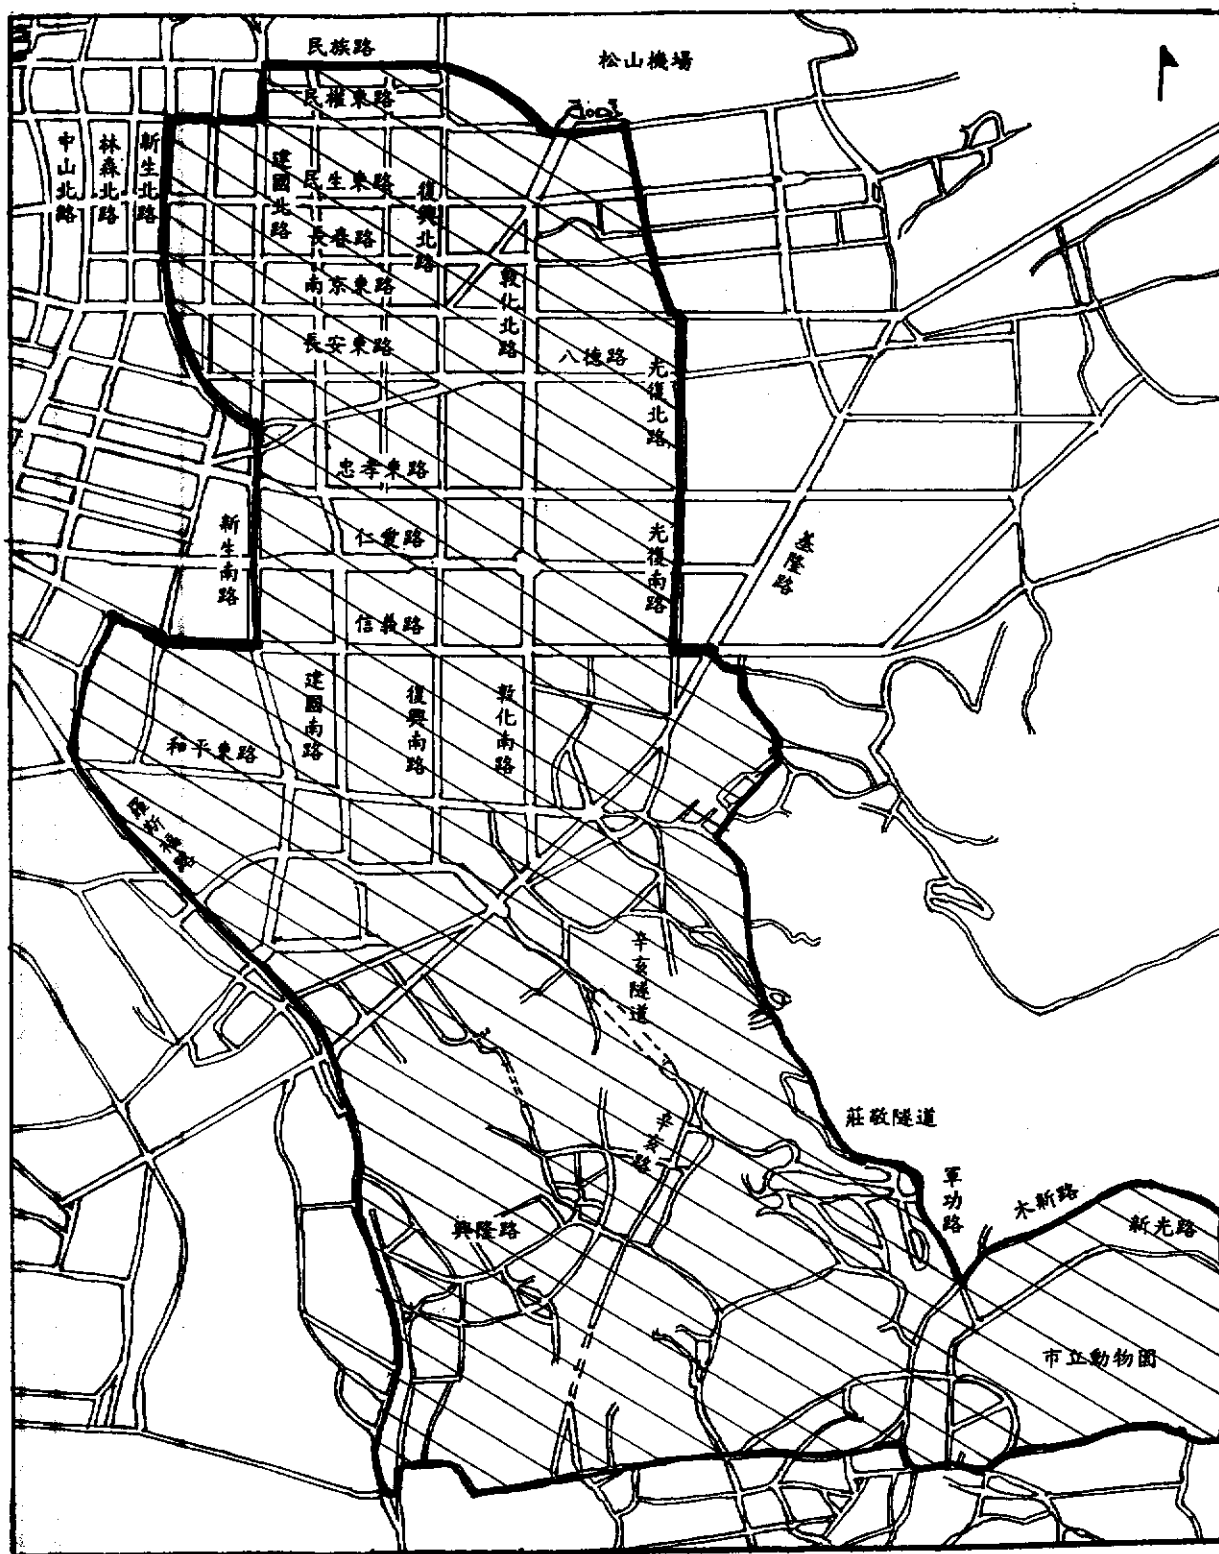 民族路
松山機場
民權東路
中山北路
林森北路
新生北路
建國北路
民生東路
復興北路
長春路
南京東路
敦化北路
長安東路
八德路
光復北路
忠孝東路
新生南路
仁愛路
光復南路
基隆路
信義路
建國南路
復興南路
敦化南路
和平東路
羅斯福路
辛亥隧道
莊敬隧道
辛亥路
軍功路
木新路
新光路
興隆路
市立動物園